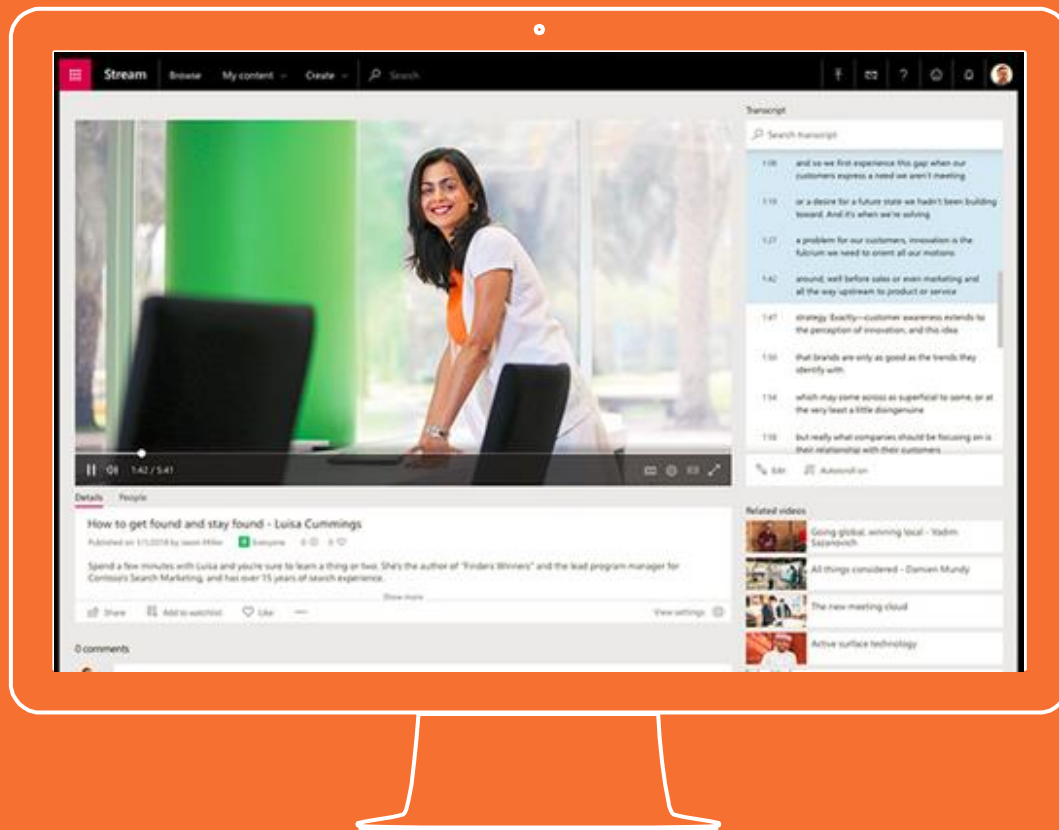 Stream Browse My content Create Search
Transcript
Search transcript
1:08 and so we first experience this gap when our
customers express a need we aren't meeting
1:19 or a desire for a future state we hadn't been building
toward. And it's when we're solving
1:27 a problem for our customers, innovation is the
fulcrum we need to orient all our motions
1:42 around, well before sales or even marketing and
all the way upstream to product or service
1:47 strategy. Exactly—customer awareness extends to
the perception of innovation, and this idea
1:50 that brands are only as good as the trends they
identify with
1:54 which may come across as superficial to some, or at
the very least a little disingenuine
1:58 but really what companies should be focusing on is
their relationship with their customers
Edit Autoscroll on
1:42 / 5:41
Details People
How to get found and stay found - Luisa Cummings
Published on 1/1/2018 by Jason Miller Everyone 0 0
Spend a few minutes with Luisa and you're sure to learn a thing or two. She's the author of "Finders Winners" and the lead program manager for
Contoso's Search Marketing, and has over 15 years of search experience.
Show more
Share Add to watchlist Like View settings
0 comments
Related videos
Going global, winning local - Vadim
Sazanovich
All things considered - Damien Mundy
The new meeting cloud
Active surface technology